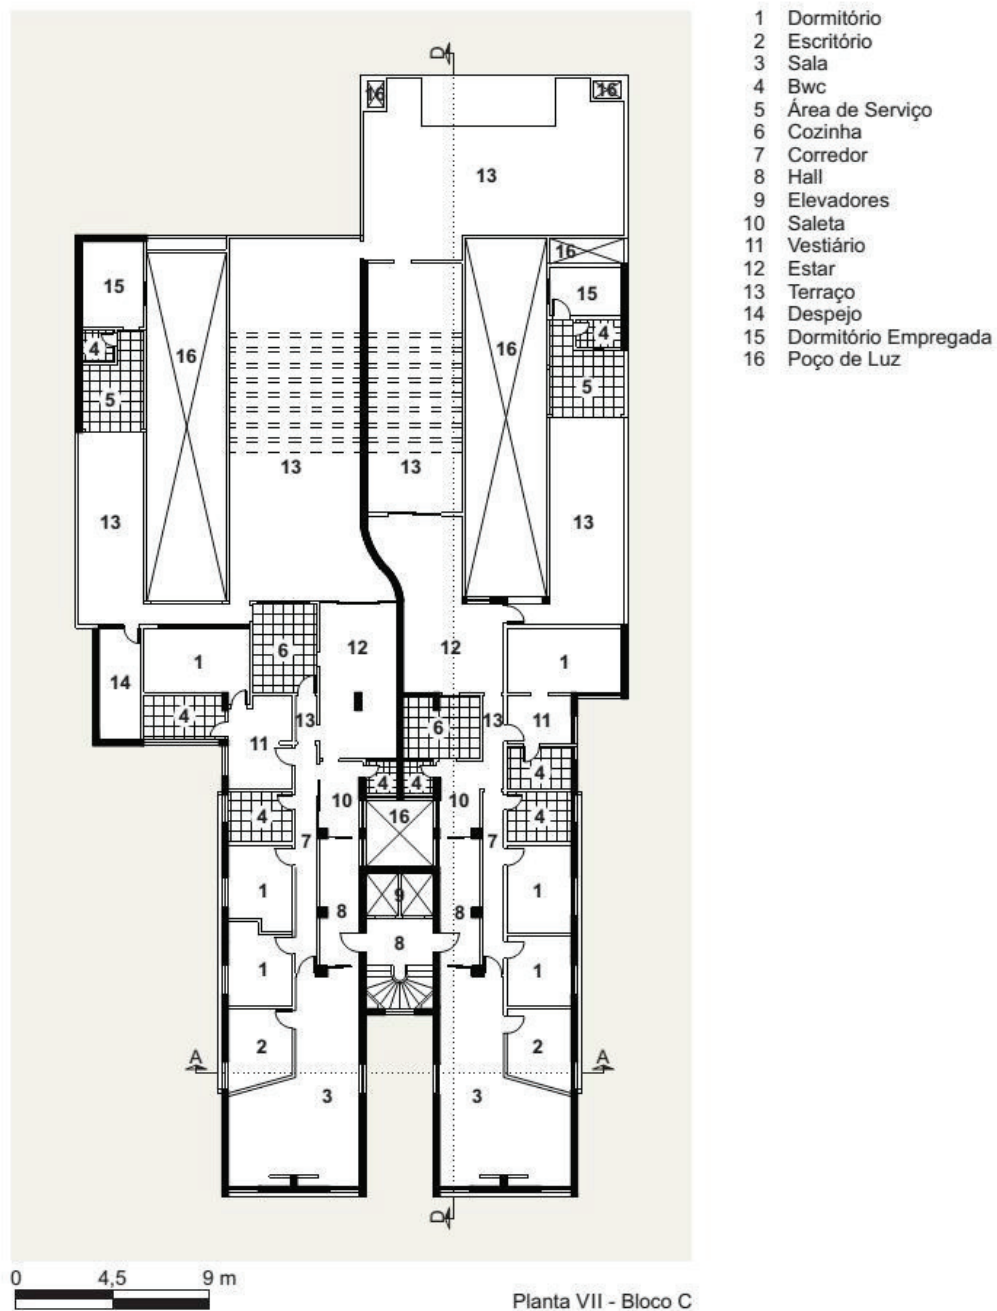 1 Dormitório
2 Escritório
3 Sala
4 Bwc
5 Área de Serviço
6 Cozinha
7 Corredor
8 Hall
9 Elevadores
10 Saleta
11 Vestiário
12 Estar
13 Terraço
14 Despejo
15 Dormitório Empregada
16 Poço de Luz
D
16 16
13
16
15 15
4 4
16 16
5 5
13 13
13 13
12 12
6 1 1
14
4 13 6 13 11
11
4 4 4
10 10
4 16 4
7 7
1 9 1
8 8 8
1 1
2 2
A A
3 3
D
0 4,5 9 m
Planta VII - Bloco C